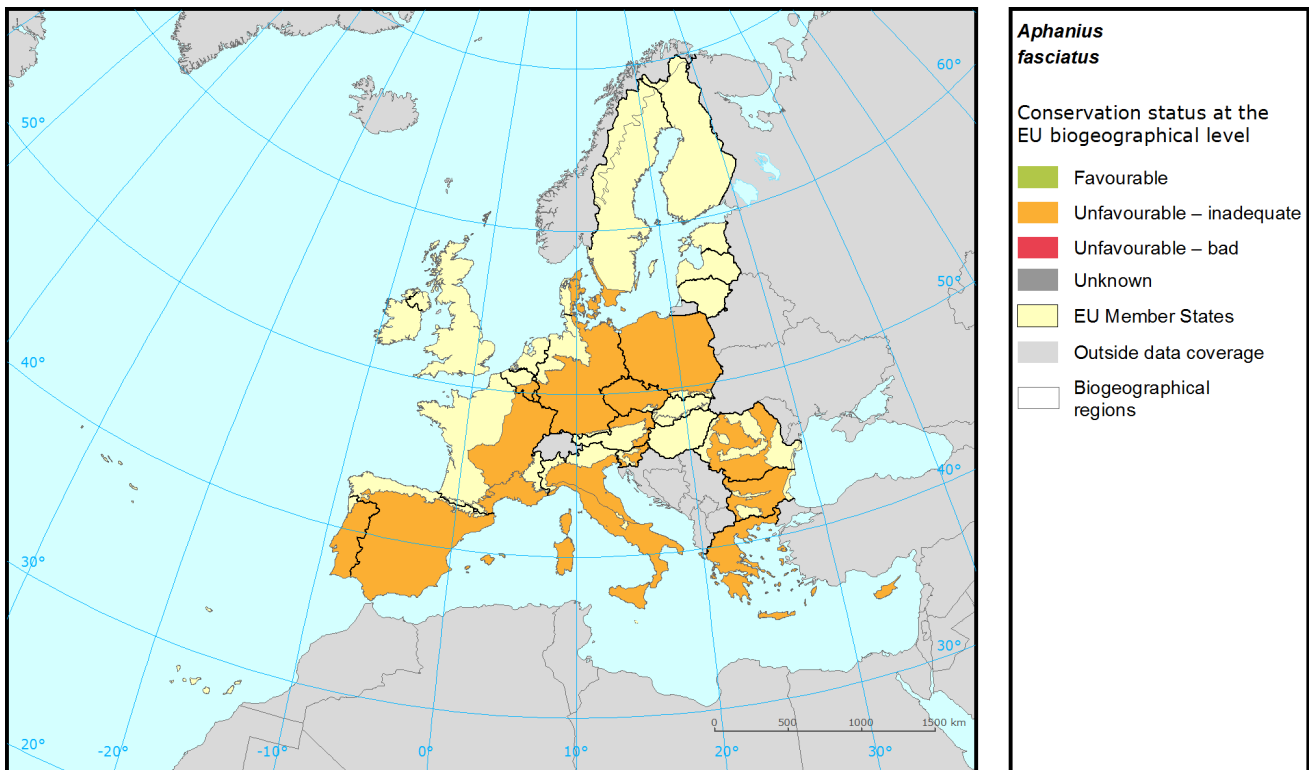 Aphanius
fasciatus
Conservation status at the
EU biogeographical level
Favourable
Unfavourable – inadequate
Unfavourable – bad
Unknown
EU Member States
Outside data coverage
Biogeographical
regions
60°
50°
50°
40°
40°
30°
30°
20°
-20°
-10°
0°
10°
20°
30°
0
500
1000
1500 km